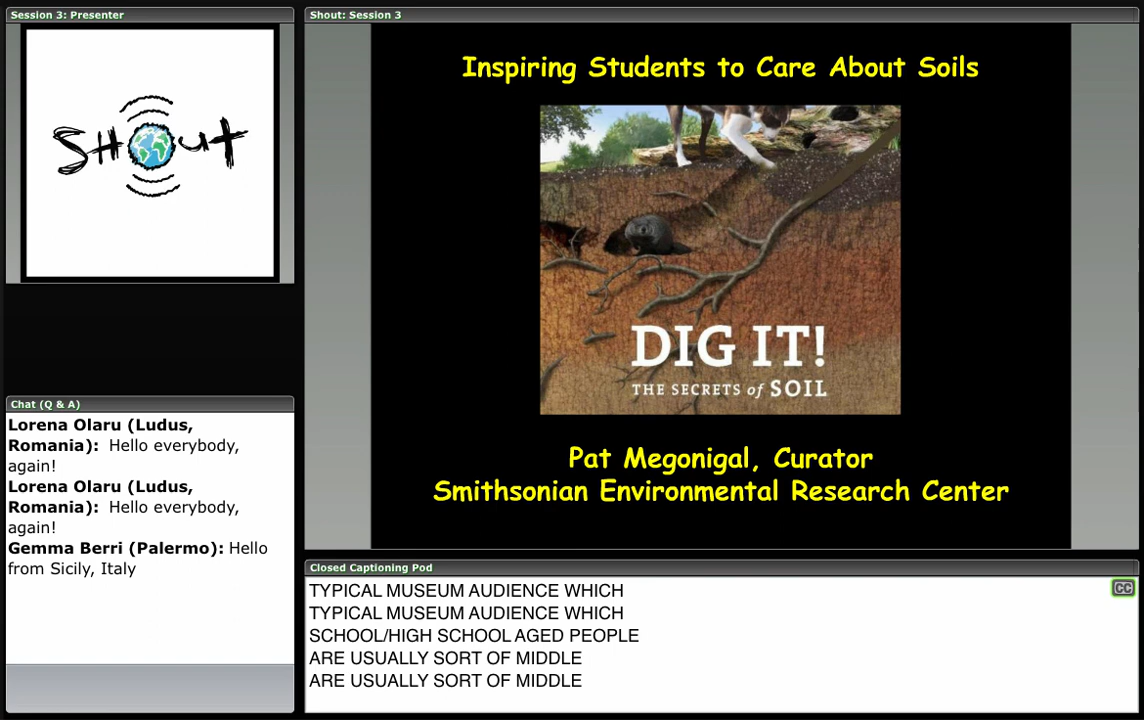 Session 3: Presenter
SHOUT
Chat (Q & A)
Lorena Olaru (Ludus,
Romania): Hello everybody,
again!
Lorena Olaru (Ludus,
Romania): Hello everybody,
again!
Gemma Berri (Palermo): Hello
from Sicily, Italy
Shout: Session 3
Inspiring Students to Care About Soils
DIG IT!
THE SECRETS of SOIL
Pat Megonigal, Curator
Smithsonian Environmental Research Center
Closed Captioning Pod
CC
TYPICAL MUSEUM AUDIENCE WHICH
TYPICAL MUSEUM AUDIENCE WHICH
SCHOOL/HIGH SCHOOL AGED PEOPLE
ARE USUALLY SORT OF MIDDLE
ARE USUALLY SORT OF MIDDLE